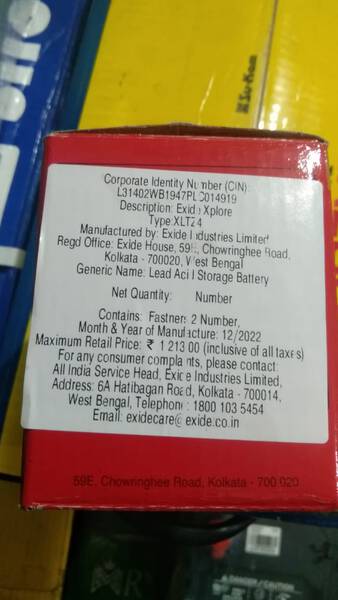 Su-Kam
Corporate Identity Number (CIN):
L31402WB1947PLC014919
Description: Exide Xplore
Type XLTZ4
Manufactured by: Exide Industries Limited
Regd Office: Exide House, 59E, Chowringhee Road,
Kolkata - 700020, West Bengal
Generic Name: Lead Acid Storage Battery
Net Quantity: Number
Contains: Fastners 2 Number,
Month & Year of Manufacture: 12/2022
Maximum Retail Price: ₹ 1 213 00 (inclusive of all taxes)
For any consumer complaints, please contact:
All India Service Head, Exide Industries Limited,
Address: 6A Hatibagan Road, Kolkata - 700014,
West Bengal, Telephone: 1800 103 5454
Email: exidecare@exide.co.in
59E, Chowringhee Road, Kolkata - 700 020
DANGER / CAUTION